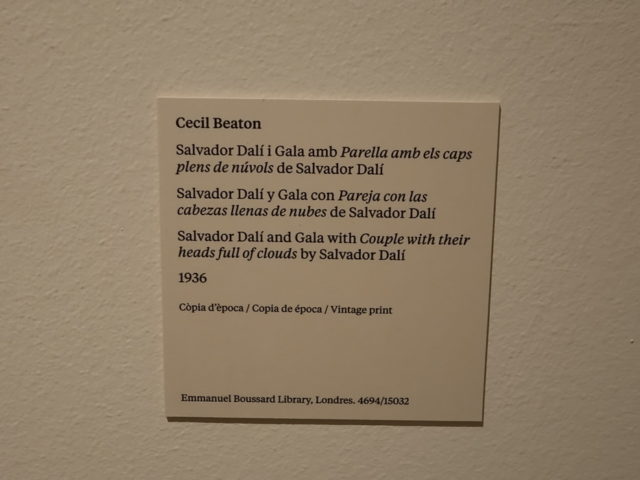 Cecil Beaton
Salvador Dalí i Gala amb Parella amb els caps
plens de núvols de Salvador Dalí
Salvador Dalí y Gala con Pareja con las
cabezas llenas de nubes de Salvador Dalí
Salvador Dalí and Gala with Couple with their
heads full of clouds by Salvador Dalí
1936
Còpia d'època / Copia de época / Vintage print
Emmanuel Boussard Library, Londres. 4694/15032